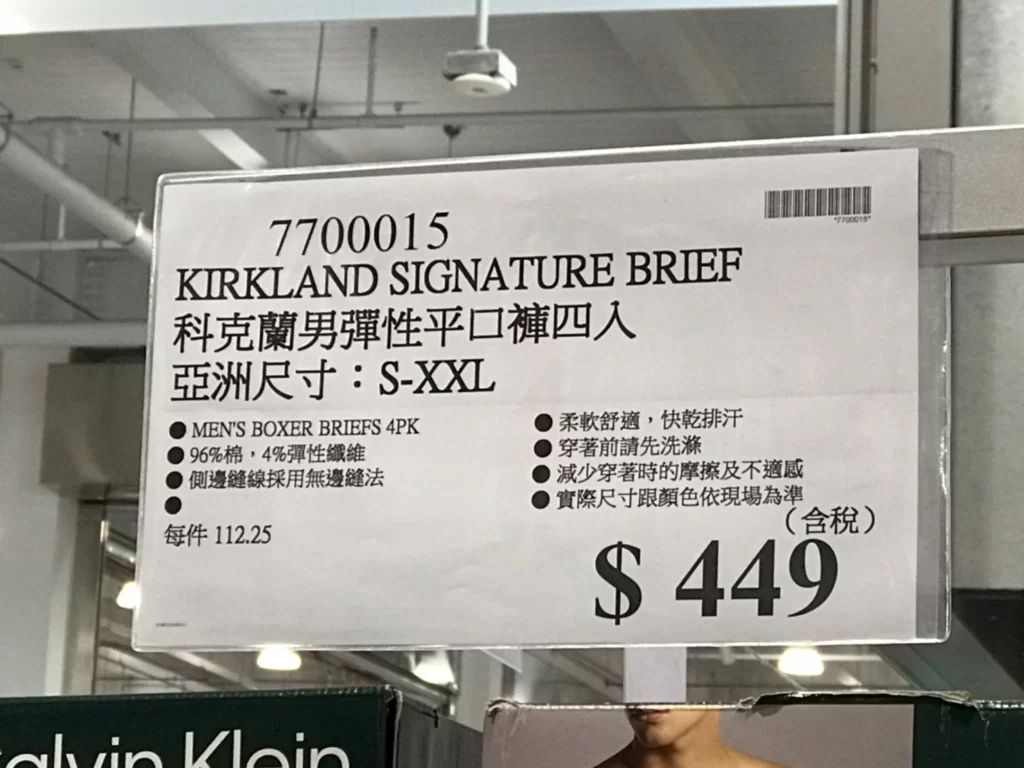 7700015
*7700015*
KIRKLAND SIGNATURE BRIEF
科克蘭男彈性平口褲四入
亞洲尺寸：S-XXL
● MEN'S BOXER BRIEFS 4PK
● 96%棉，4%彈性纖維
● 側邊縫線採用無邊縫法
●
每件 112.25
● 柔軟舒適，快乾排汗
● 穿著前請先洗滌
● 減少穿著時的摩擦及不適感
● 實際尺寸跟顏色依現場為準
（含稅）
$ 449
alvin Klein